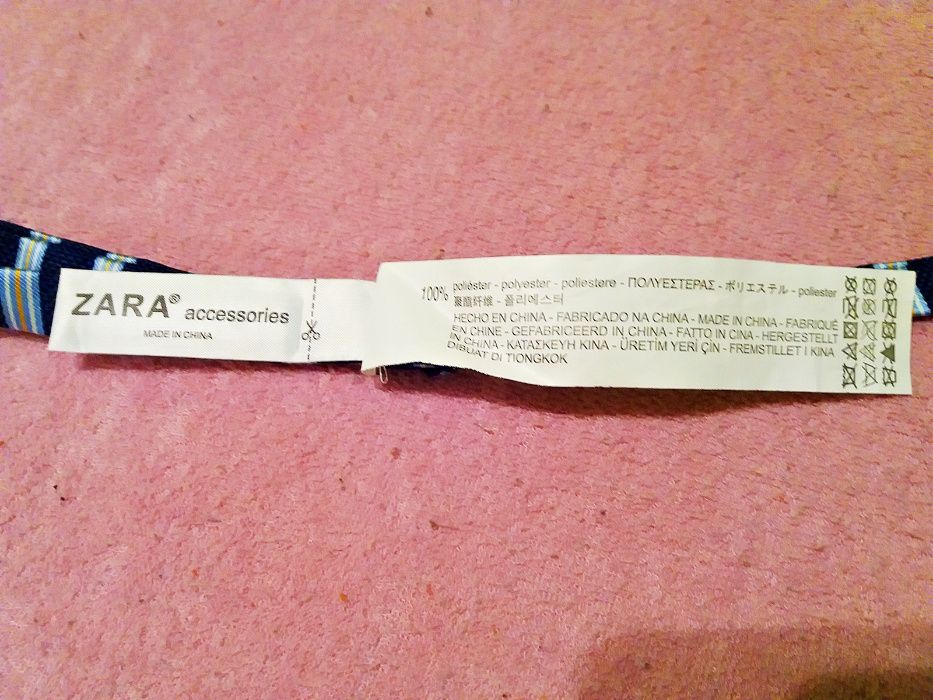 ZARA® accessories
MADE IN CHINA
100% poliéster - polyester - poliestere - ΠΟΛΥΕΣΤΕΡΑΣ - ポリエステル - poliester
聚酯纤维 - 폴리에스터
HECHO EN CHINA - FABRICADO NA CHINA - MADE IN CHINA - FABRIQUÉ
EN CHINE - GEFABRICEERD IN CHINA - FATTO IN CINA - HERGESTELLT
IN CHINA - ΚΑΤΑΣΚΕΥΗ ΚΙΝΑ - ÜRETİM YERİ ÇİN - FREMSTILLET I KINA
DIBUAT DI TIONGKOK